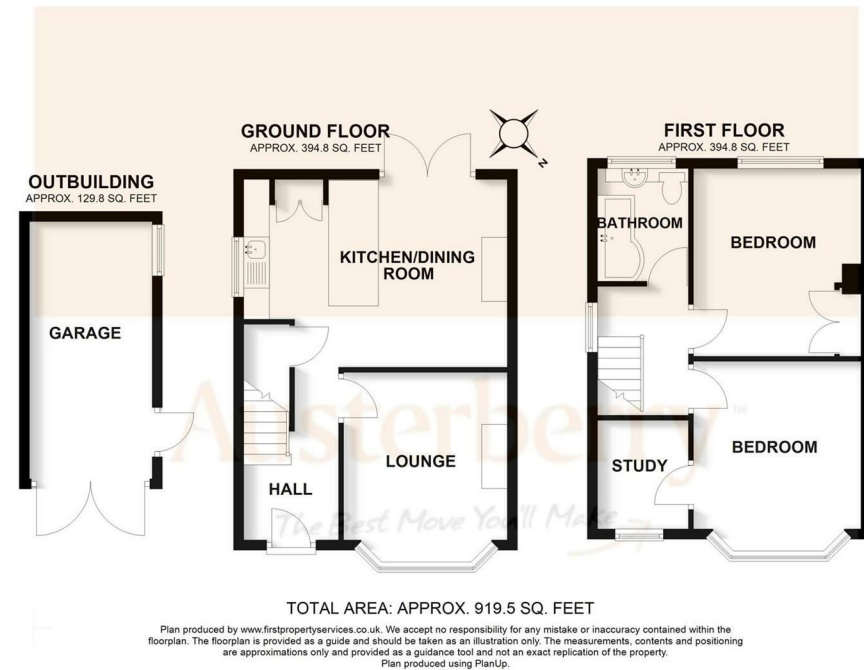 GROUND FLOOR
APPROX. 394.8 SQ. FEET
FIRST FLOOR
APPROX. 394.8 SQ. FEET
OUTBUILDING
APPROX. 129.8 SQ. FEET
N
BATHROOM
BEDROOM
KITCHEN/DINING
ROOM
GARAGE
Austerberry™
LOUNGE
BEDROOM
STUDY
HALL
The Best Move You'll Make
TOTAL AREA: APPROX. 919.5 SQ. FEET
Plan produced by www.firstpropertyservices.co.uk. We accept no responsibility for any mistake or inaccuracy contained within the
floorplan. The floorplan is provided as a guide and should be taken as an illustration only. The measurements, contents and positioning
are approximations only and provided as a guidance tool and not an exact replication of the property.
Plan produced using PlanUp.